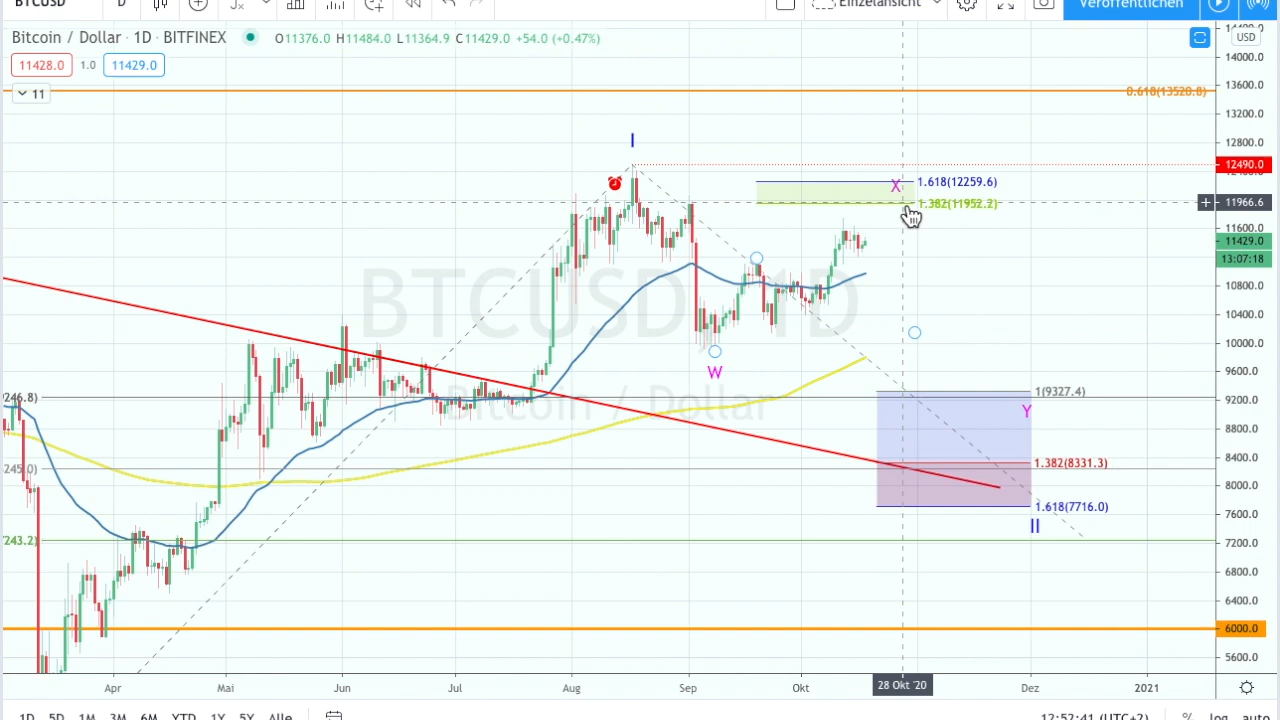 BTCUSD D Einzelansicht Veröffentlichen
Bitcoin / Dollar · 1D · BITFINEX O11376.0 H11484.0 L11364.9 C11429.0 +54.0 (+0.47%) USD
11428.0 1.0 11429.0
11
14000.0
0.618(13520.8) 13600.0
13200.0
I 12800.0
12490.0
X 1.618(12259.6)
1.382(11952.2) 11966.6
11600.0
11429.0
13:07:18
BTCUSD, 1D
10800.0
10400.0
10000.0
W 9600.0
Bitcoin / Dollar
246.8) 1(9327.4) 9200.0
Y
8800.0
245.0) 1.382(8331.3) 8400.0
8000.0
1.618(7716.0) 7600.0
II
243.2) 7200.0
6800.0
6400.0
6000.0
5600.0
Apr Mai Jun Jul Aug Sep Okt 28 Okt '20 Dez 2021
1D 5D 1M 3M 6M YTD 1Y 5Y Alle 12:52:41 (UTC+2) % log auto